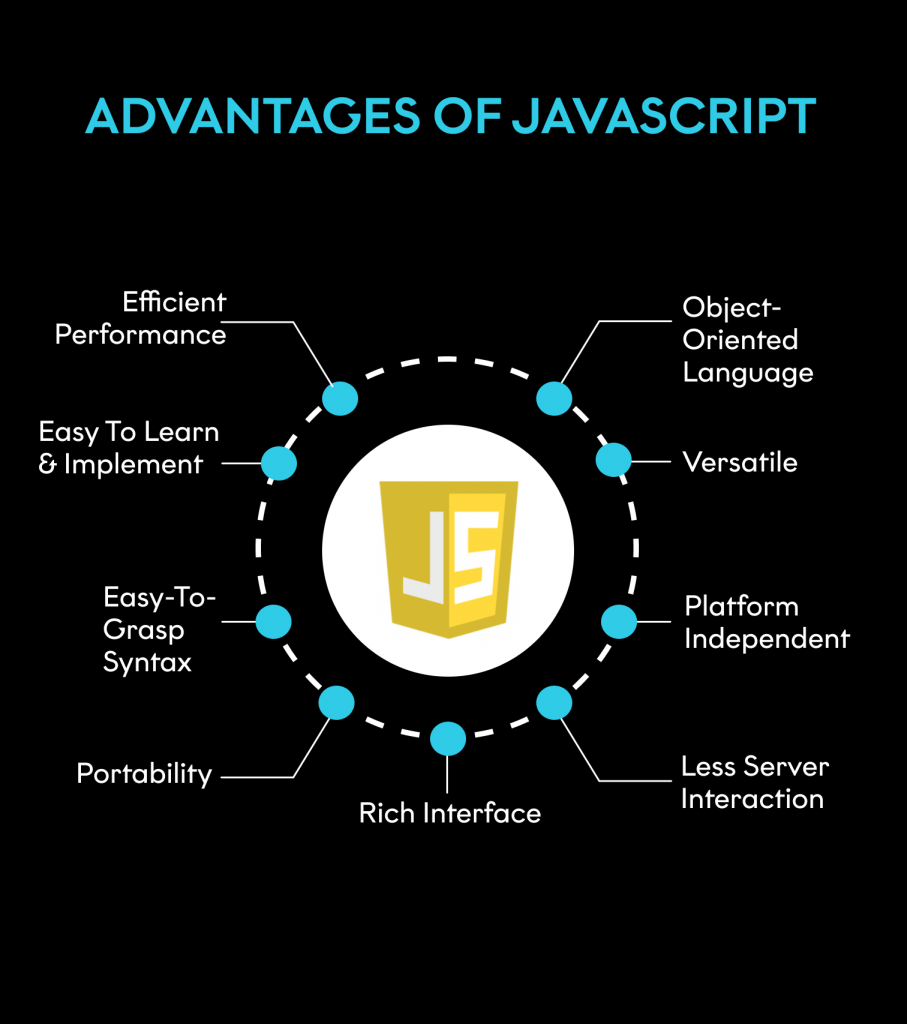 ADVANTAGES OF JAVASCRIPT
Efficient
Performance
Easy To Learn
& Implement
Easy-To-
Grasp
Syntax
Portability
Rich Interface
Object-
Oriented
Language
Versatile
Platform
Independent
Less Server
Interaction
JS